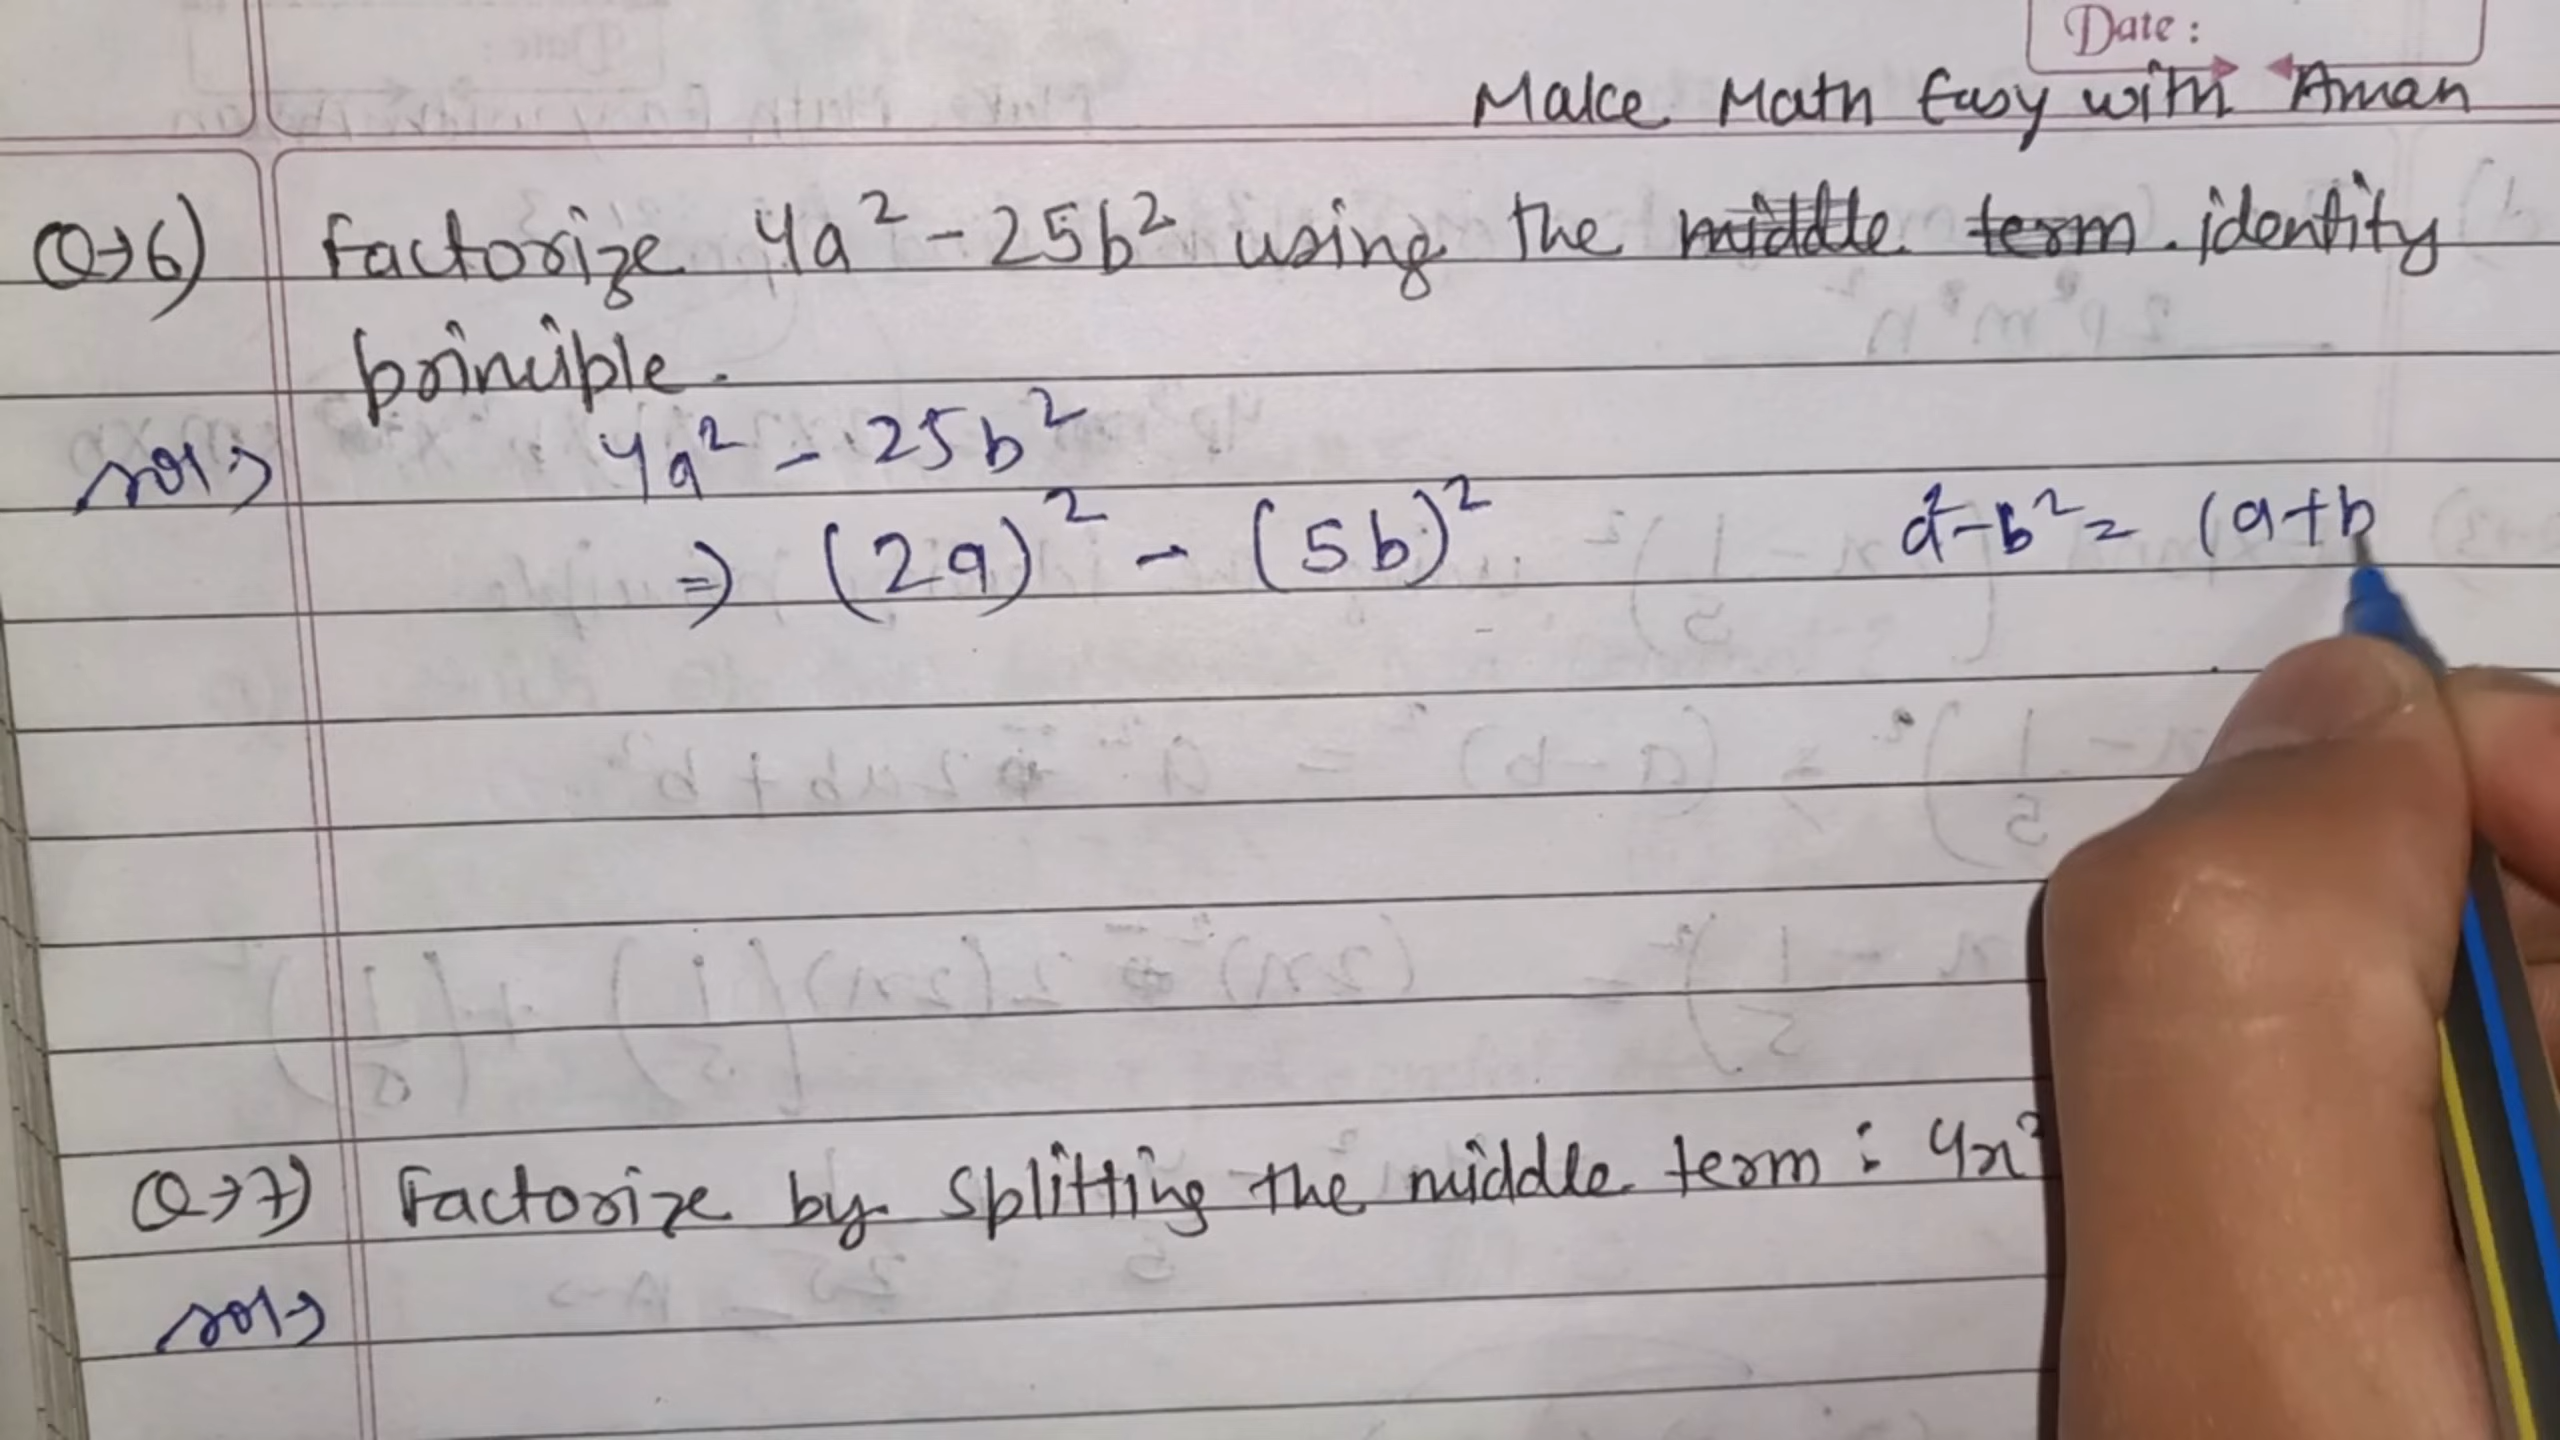 Date :
Make Math Easy with Aman
Q→6) Factorize 4a² - 25b² using the middle term. identity
principle.
sol→ 4a² - 25b²
⇒ (2a)² - (5b)² a²-b² = (a+b
Q→7) Factorize by splitting the middle term : 4x²
sol→